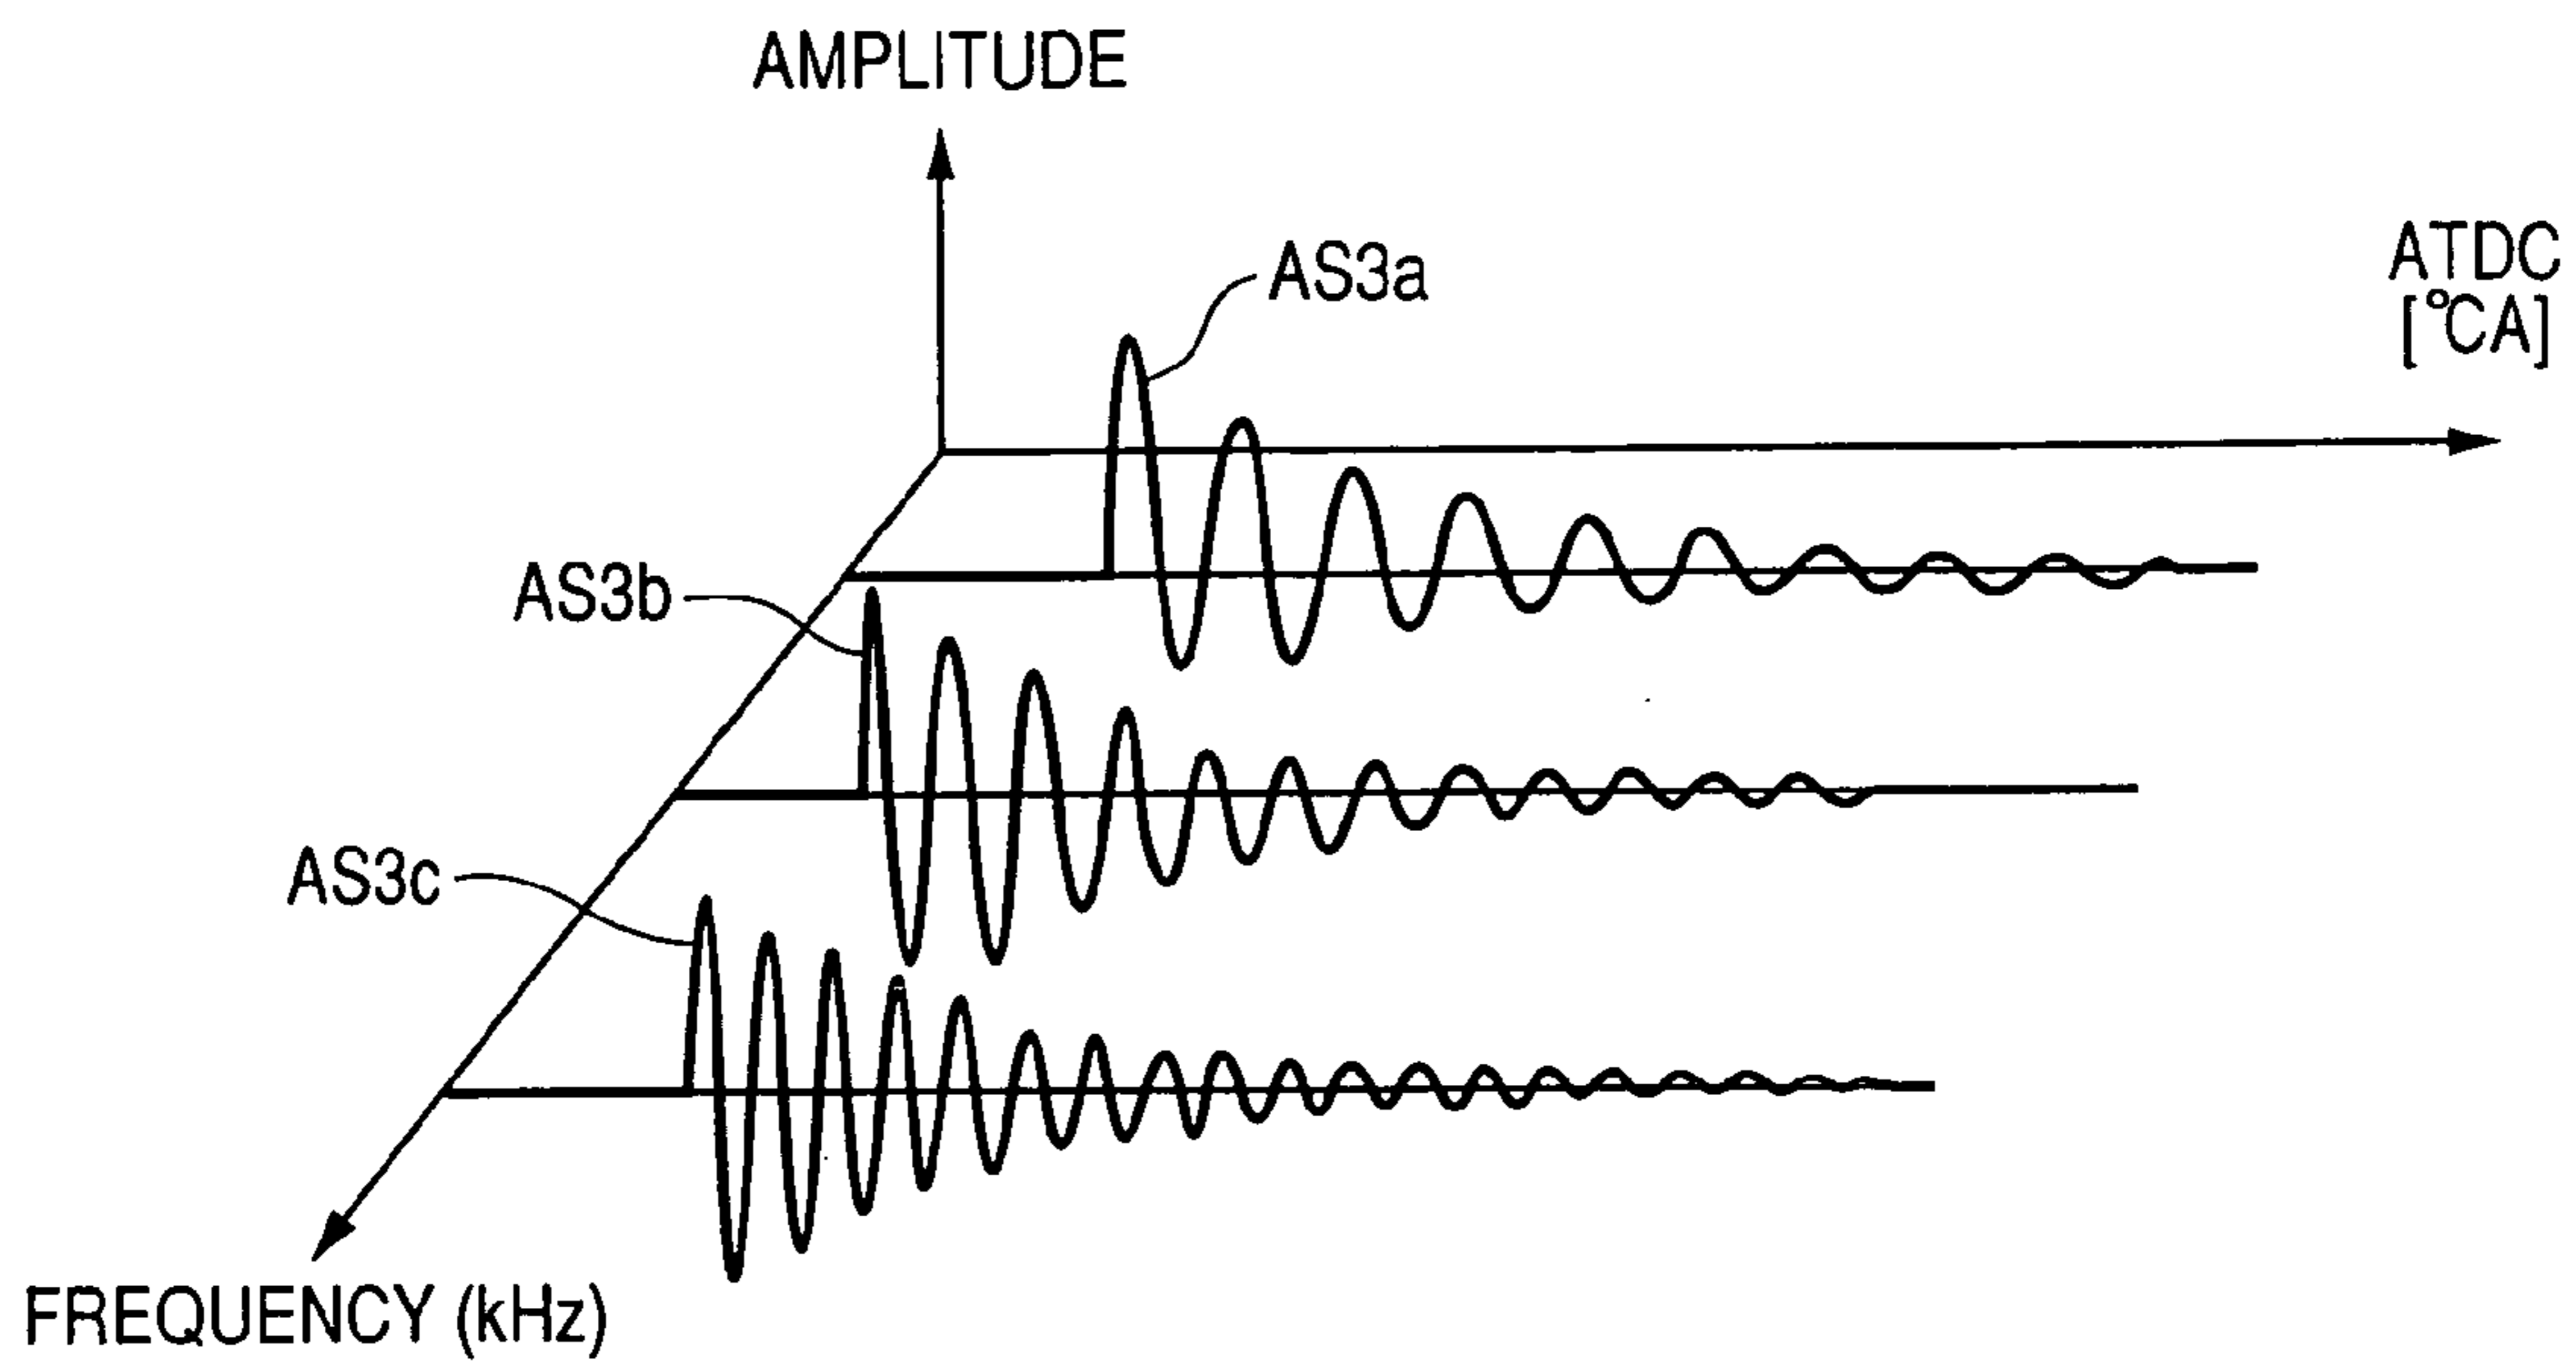 AMPLITUDE
AS3a
ATDC
[°CA]
AS3b
AS3c
FREQUENCY (kHz)